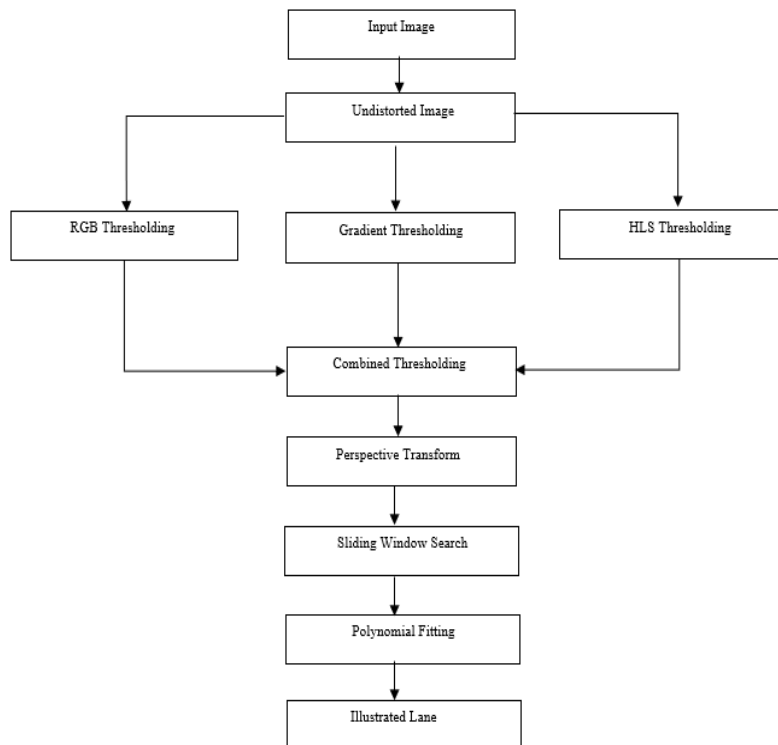 Input Image
Undistorted Image
RGB Thresholding
Gradient Thresholding
HLS Thresholding
Combined Thresholding
Perspective Transform
Sliding Window Search
Polynomial Fitting
Illustrated Lane